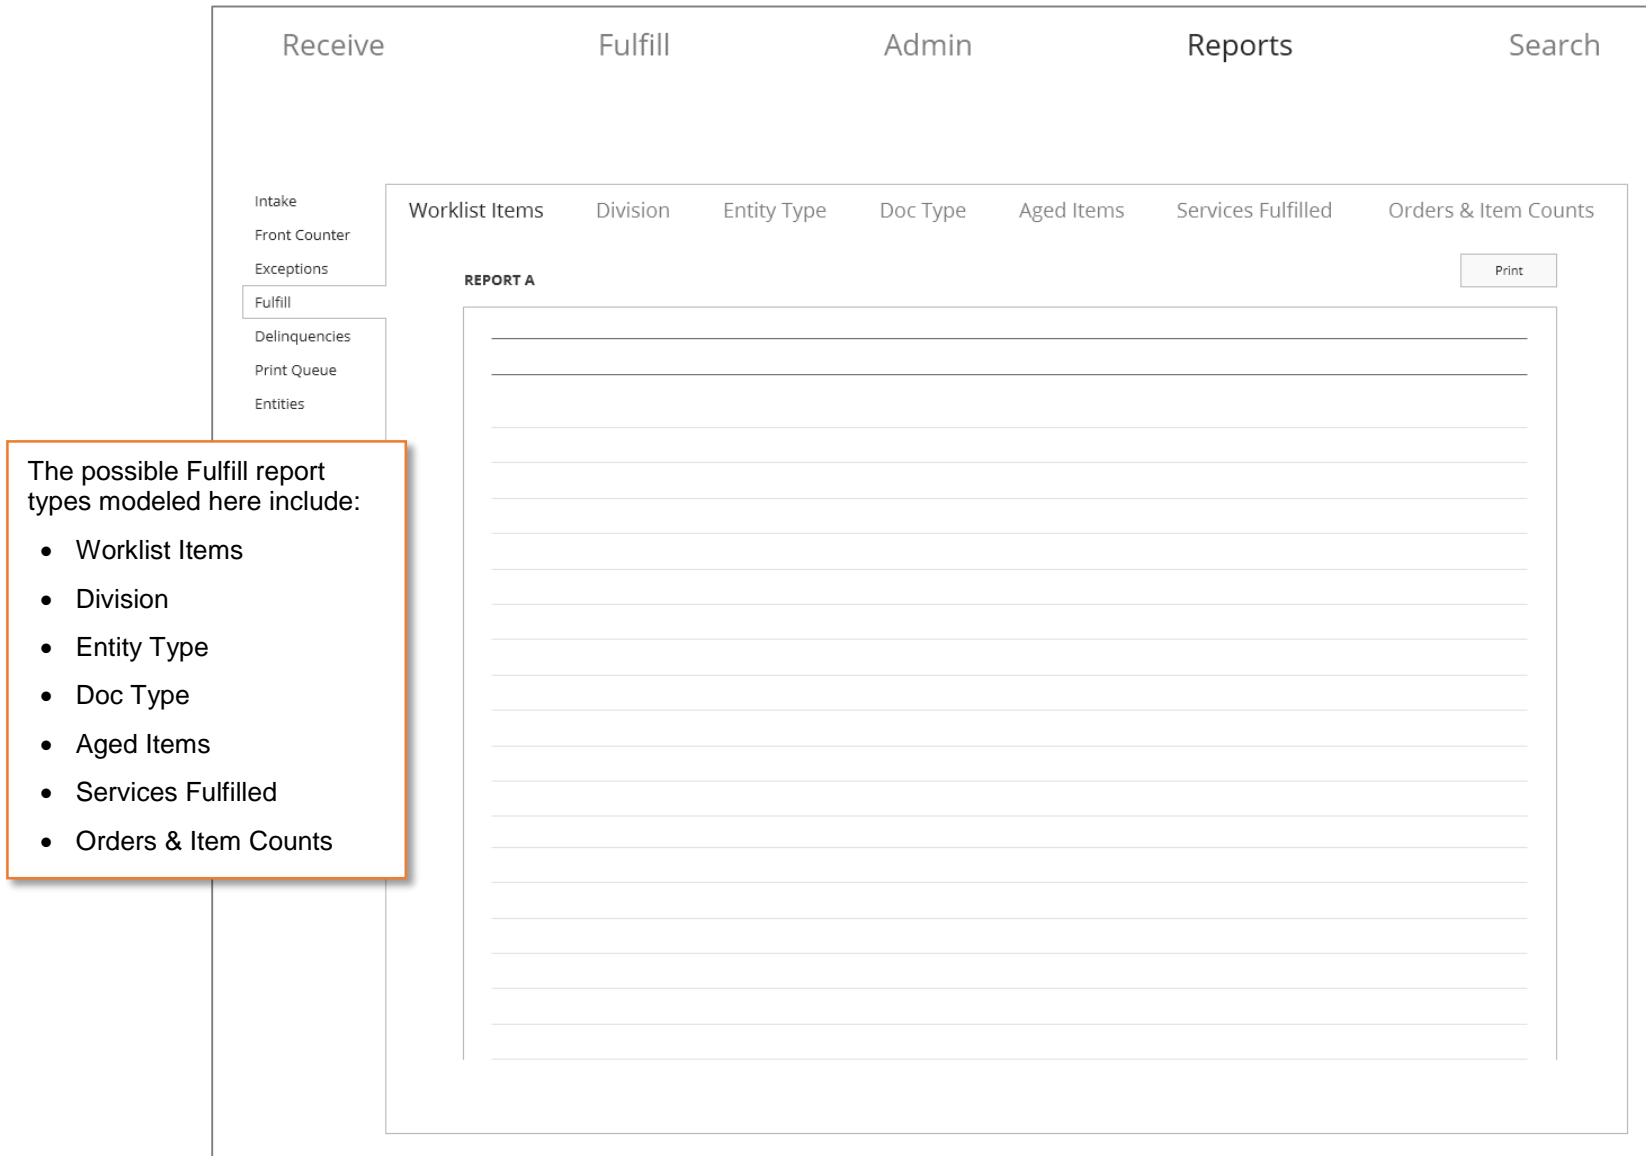 Receive Fulfill Admin Reports Search
Intake
Front Counter
Exceptions
Fulfill
Delinquencies
Print Queue
Entities
Worklist Items Division Entity Type Doc Type Aged Items Services Fulfilled Orders & Item Counts
REPORT A
Print
The possible Fulfill report
types modeled here include:
• Worklist Items
• Division
• Entity Type
• Doc Type
• Aged Items
• Services Fulfilled
• Orders & Item Counts